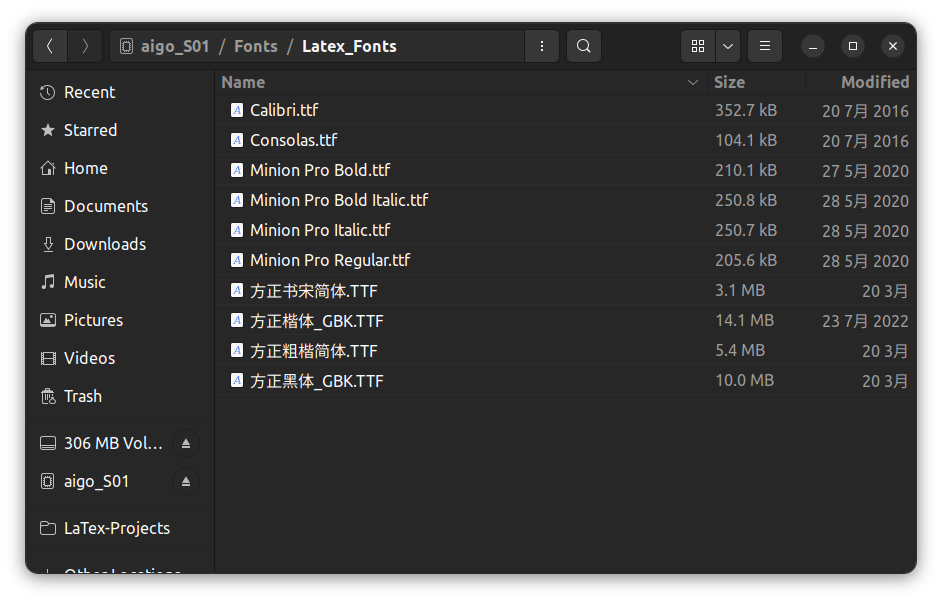 aigo_S01 / Fonts / Latex_Fonts
Name Size Modified
Recent
Starred
Home
Documents
Downloads
Music
Pictures
Videos
Trash
306 MB Vol…
aigo_S01
LaTex-Projects
Other Locations
Calibri.ttf 352.7 kB 20 7月 2016
Consolas.ttf 104.1 kB 20 7月 2016
Minion Pro Bold.ttf 210.1 kB 27 5月 2020
Minion Pro Bold Italic.ttf 250.8 kB 28 5月 2020
Minion Pro Italic.ttf 250.7 kB 28 5月 2020
Minion Pro Regular.ttf 205.6 kB 28 5月 2020
方正书宋简体.TTF 3.1 MB 20 3月
方正楷体_GBK.TTF 14.1 MB 23 7月 2022
方正粗楷简体.TTF 5.4 MB 20 3月
方正黑体_GBK.TTF 10.0 MB 20 3月